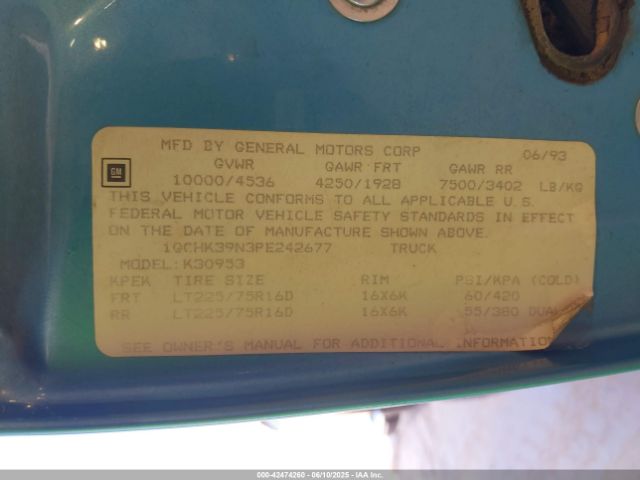 MFD BY GENERAL MOTORS CORP 06/93
GVWR GAWR FRT GAWR RR
GM
10000/4536 4250/1928 7500/3402 LB/KG
THIS VEHICLE CONFORMS TO ALL APPLICABLE U.S.
FEDERAL MOTOR VEHICLE SAFETY STANDARDS IN EFFECT
ON THE DATE OF MANUFACTURE SHOWN ABOVE.
1GCHK39N3PE242677 TRUCK
MODEL: K30953
KPEK TIRE SIZE RIM PSI/KPA (COLD)
FRT LT225/75R16D 16X6K 60/420
RR LT225/75R16D 16X6K 55/380 DUAL
SEE OWNER'S MANUAL FOR ADDITIONAL INFORMATION
000-42474260 - 06/10/2025 - IAAI, Inc.